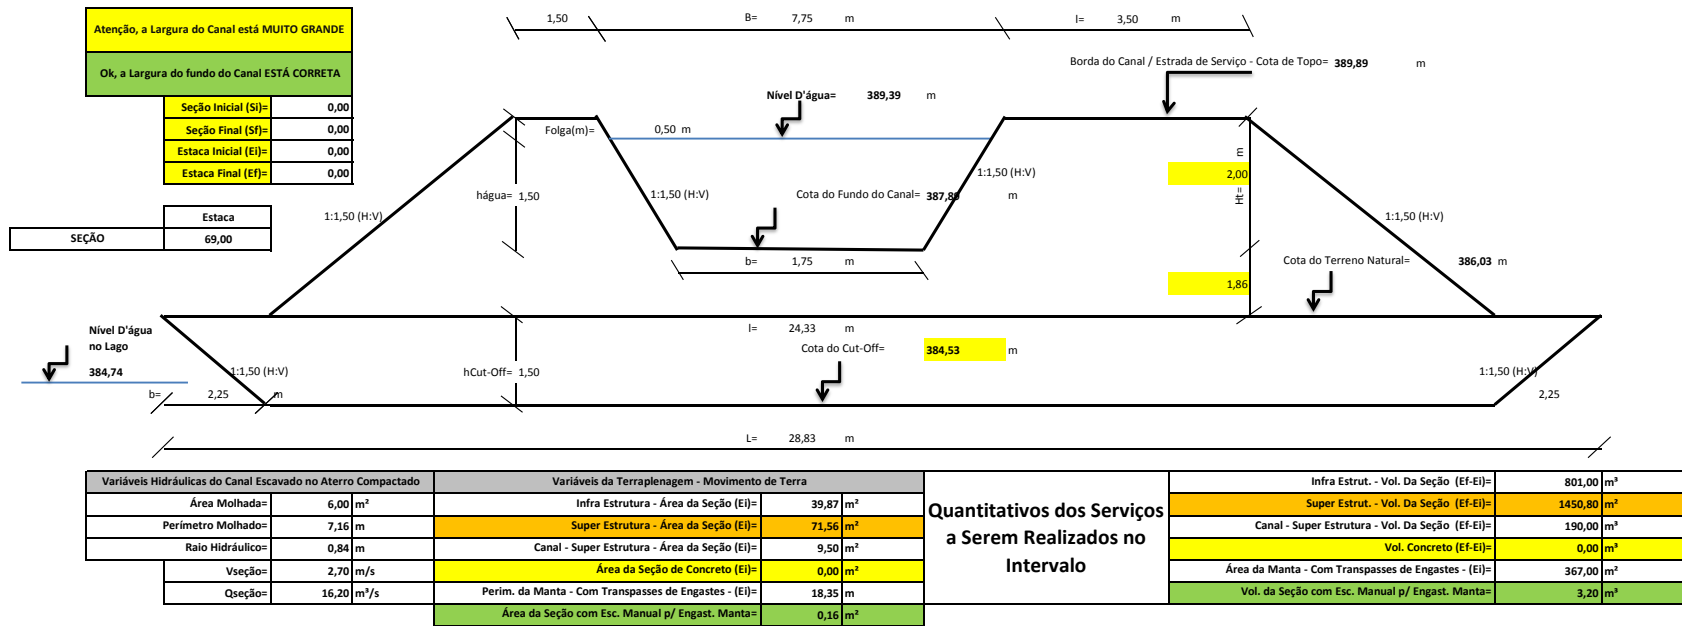 1,50 B= 7,75 m l= 3,50 m
Atenção, a Largura do Canal está MUITO GRANDE
Ok, a Largura do fundo do Canal ESTÁ CORRETA
Borda do Canal / Estrada de Serviço - Cota de Topo= 389,89 m
Nível D'água= 389,39 m
Seção Inicial (Si)= 0,00
Seção Final (Sf)= 0,00
Estaca Inicial (Ei)= 0,00
Estaca Final (Ef)= 0,00
Folga(m)= 0,50 m
hágua= 1,50
1:1,50 (H:V)
Cota do Fundo do Canal= 387,89 m
1:1,50 (H:V)
m
2,00
Ht=
Estaca
SEÇÃO 69,00
1:1,50 (H:V)
1:1,50 (H:V)
b= 1,75 m
Cota do Terreno Natural= 386,03 m
1,86
Nível D'água
no Lago
384,74
l= 24,33 m
Cota do Cut-Off= 384,53 m
1:1,50 (H:V)
hCut-Off= 1,50
1:1,50 (H:V)
b= 2,25 m
2,25
L= 28,83 m
Variáveis Hidráulicas do Canal Escavado no Aterro Compactado
Área Molhada= 6,00 m²
Perímetro Molhado= 7,16 m
Raio Hidráulico= 0,84 m
Vseção= 2,70 m/s
Qseção= 16,20 m³/s
Variáveis da Terraplenagem - Movimento de Terra
Infra Estrutura - Área da Seção (Ei)= 39,87 m²
Super Estrutura - Área da Seção (Ei)= 71,56 m²
Canal - Super Estrutura - Área da Seção (Ei)= 9,50 m²
Área da Seção de Concreto (Ei)= 0,00 m²
Perim. da Manta - Com Transpasses de Engastes - (Ei)= 18,35 m
Área da Seção com Esc. Manual p/ Engast. Manta= 0,16 m²
Quantitativos dos Serviços
a Serem Realizados no
Intervalo
Infra Estrut. - Vol. Da Seção (Ef-Ei)= 801,00 m³
Super Estrut. - Vol. Da Seção (Ef-Ei)= 1450,80 m²
Canal - Super Estrutura - Vol. Da Seção (Ef-Ei)= 190,00 m³
Vol. Concreto (Ef-Ei)= 0,00 m³
Área da Manta - Com Transpasses de Engastes - (Ei)= 367,00 m²
Vol. da Seção com Esc. Manual p/ Engast. Manta= 3,20 m³